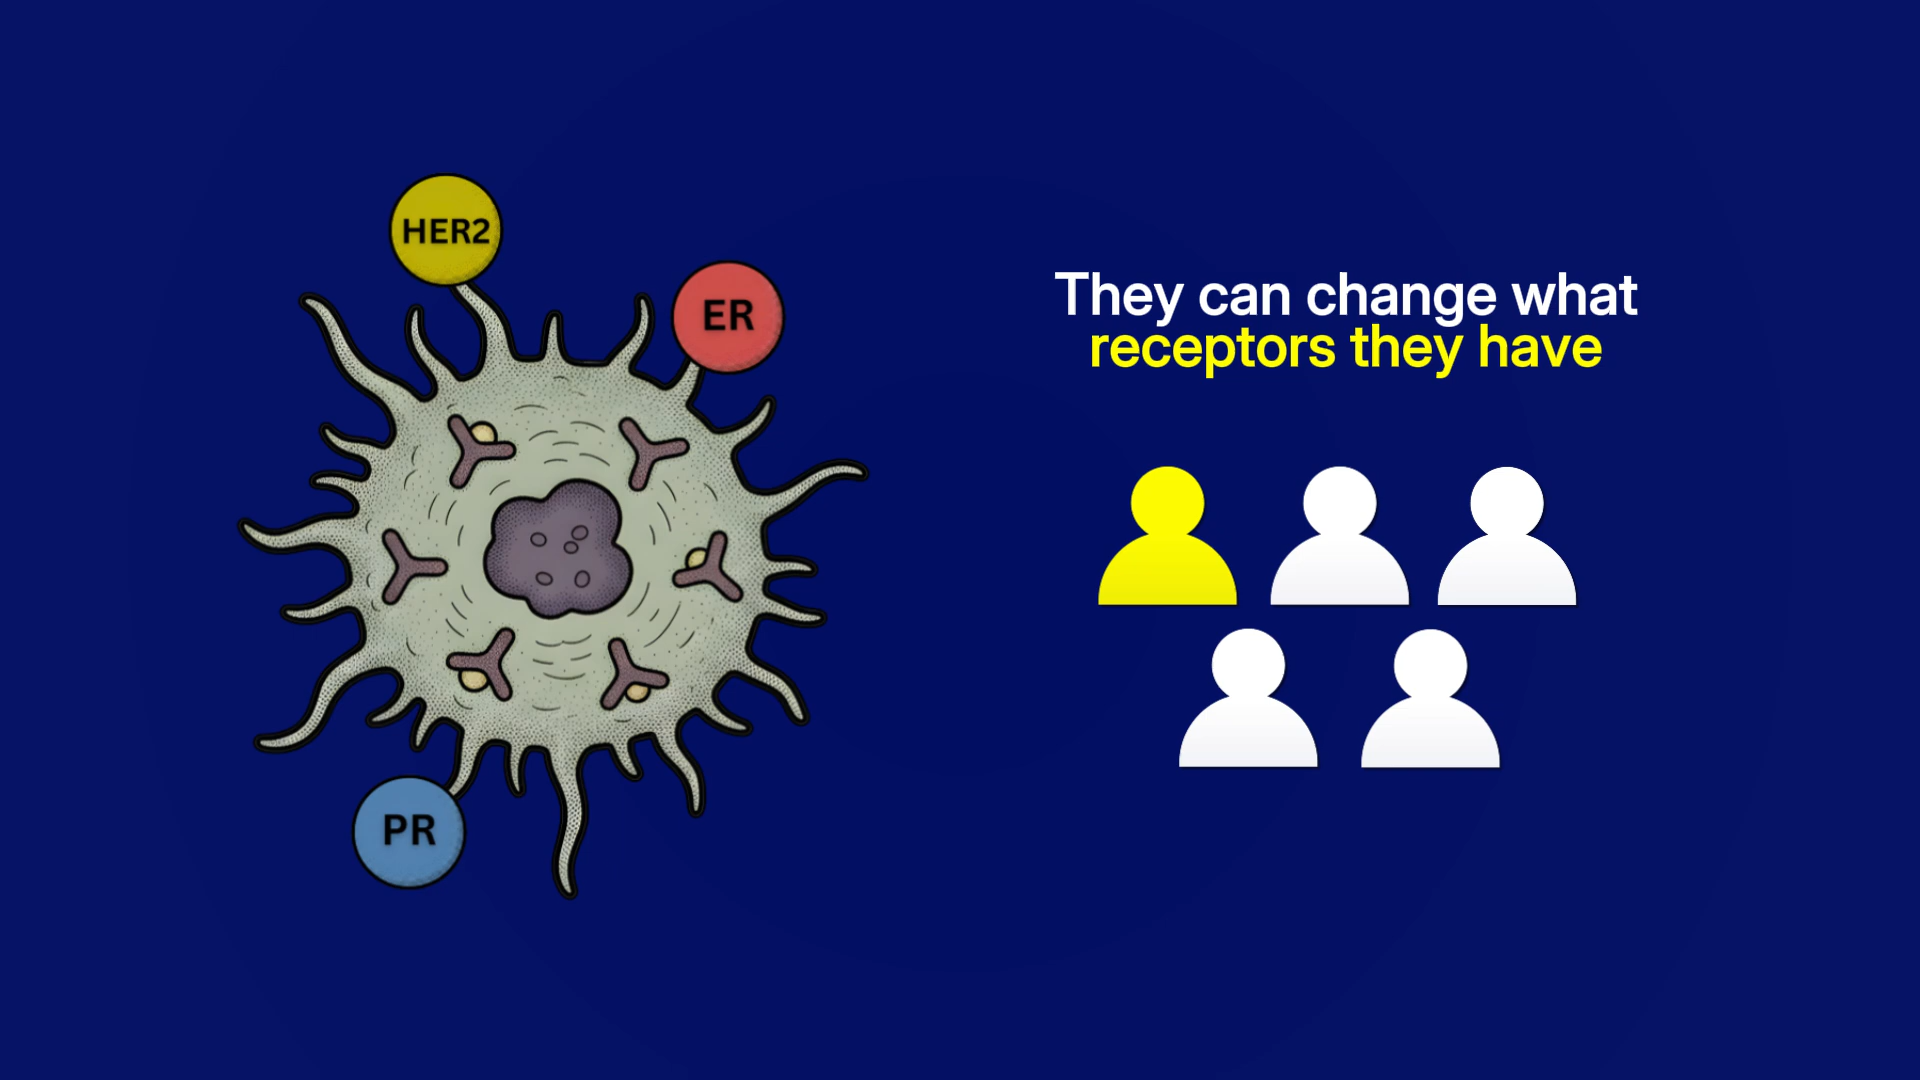 HER2
ER
PR
They can change what
receptors they have